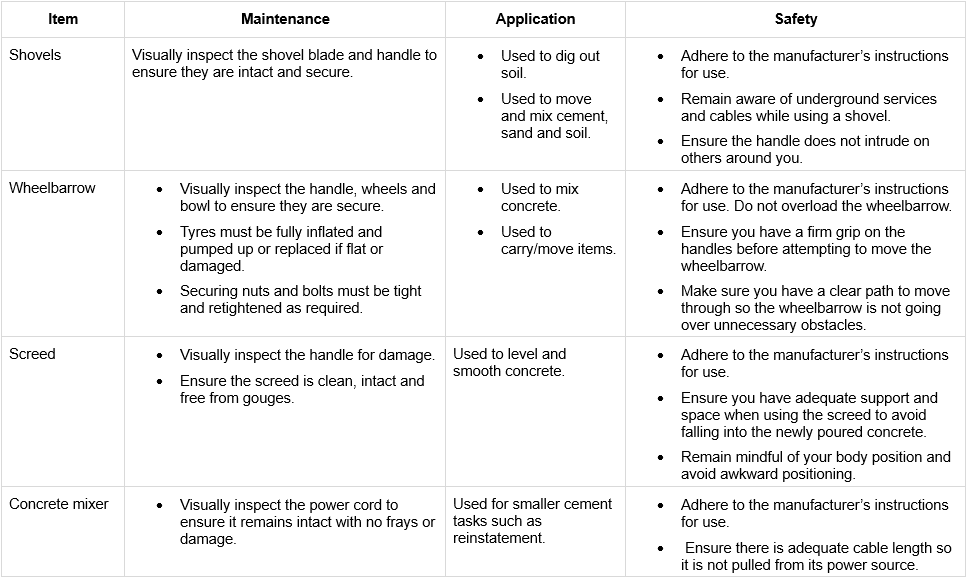 Item
Maintenance
Application
Safety
Shovels
Visually inspect the shovel blade and handle to
ensure they are intact and secure.
• Used to dig out
soil.
• Used to move
and mix cement,
sand and soil.
• Adhere to the manufacturer’s instructions
for use.
• Remain aware of underground services
and cables while using a shovel.
• Ensure the handle does not intrude on
others around you.
Wheelbarrow
• Visually inspect the handle, wheels and
bowl to ensure they are secure.
• Tyres must be fully inflated and
pumped up or replaced if flat or
damaged.
• Securing nuts and bolts must be tight
and retightened as required.
• Used to mix
concrete.
• Used to
carry/move items.
• Adhere to the manufacturer’s instructions
for use. Do not overload the wheelbarrow.
• Ensure you have a firm grip on the
handles before attempting to move the
wheelbarrow.
• Make sure you have a clear path to move
through so the wheelbarrow is not going
over unnecessary obstacles.
Screed
• Visually inspect the handle for damage.
• Ensure the screed is clean, intact and
free from gouges.
Used to level and
smooth concrete.
• Adhere to the manufacturer’s instructions
for use.
• Ensure you have adequate support and
space when using the screed to avoid
falling into the newly poured concrete.
• Remain mindful of your body position and
avoid awkward positioning.
Concrete mixer
• Visually inspect the power cord to
ensure it remains intact with no frays or
damage.
Used for smaller cement
tasks such as
reinstatement.
• Adhere to the manufacturer’s instructions
for use.
• Ensure there is adequate cable length so
it is not pulled from its power source.